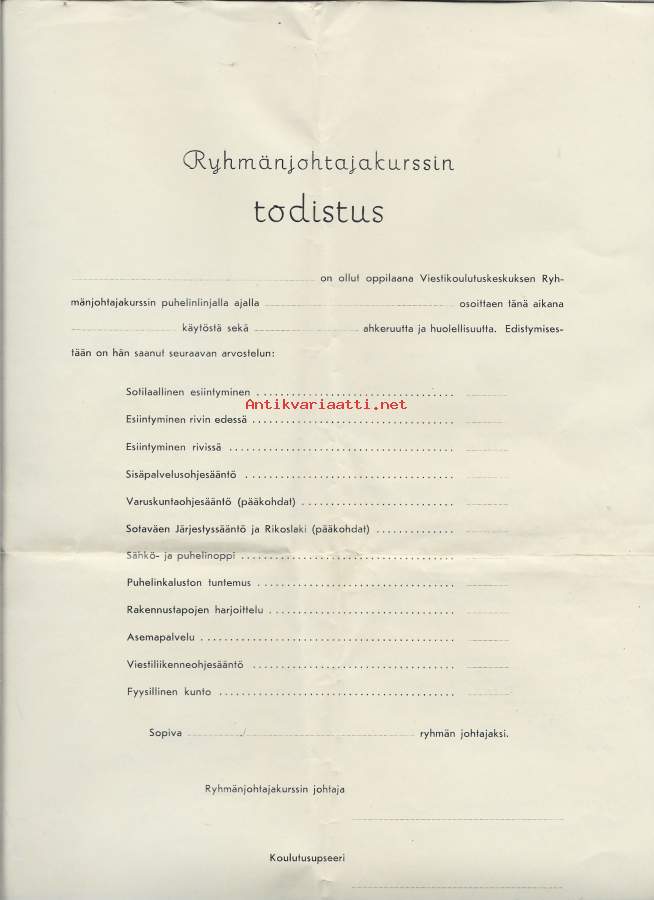 Ryhmänjohtajakurssin
todistus
on ollut oppilaana Viestikoulutuskeskuksen Ryh-
mänjohtajakurssin puhelinlinjalla ajalla osoittaen tänä aikana
käytöstä sekä ahkeruutta ja huolellisuutta. Edistymises-
tään on hän saanut seuraavan arvostelun:
Sotilaallinen esiintyminen
Antikvariaatti.net
Esiintyminen rivin edessä
Esiintyminen rivissä
Sisäpalvelusohjesääntö
Varuskuntaohjesääntö (pääkohdat)
Sotaväen Järjestyssääntö ja Rikoslaki (pääkohdat)
Sähkö- ja puhelinoppi
Puhelinkaluston tuntemus
Rakennustapojen harjoittelu
Asemapalvelu
Viestiliikenneohjesääntö
Fyysillinen kunto
Sopiva / ryhmän johtajaksi.
Ryhmänjohtajakurssin johtaja
Koulutusupseeri